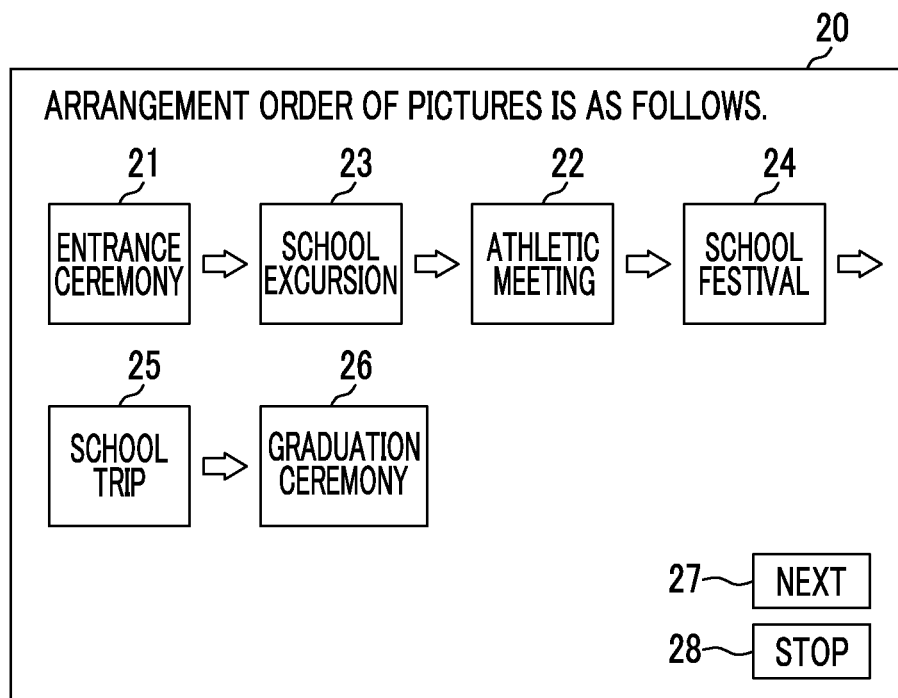 20
ARRANGEMENT ORDER OF PICTURES IS AS FOLLOWS.
21 23 22 24
ENTRANCE CEREMONY
SCHOOL EXCURSION
ATHLETIC MEETING
SCHOOL FESTIVAL
25 26
SCHOOL TRIP
GRADUATION CEREMONY
27 NEXT
28 STOP